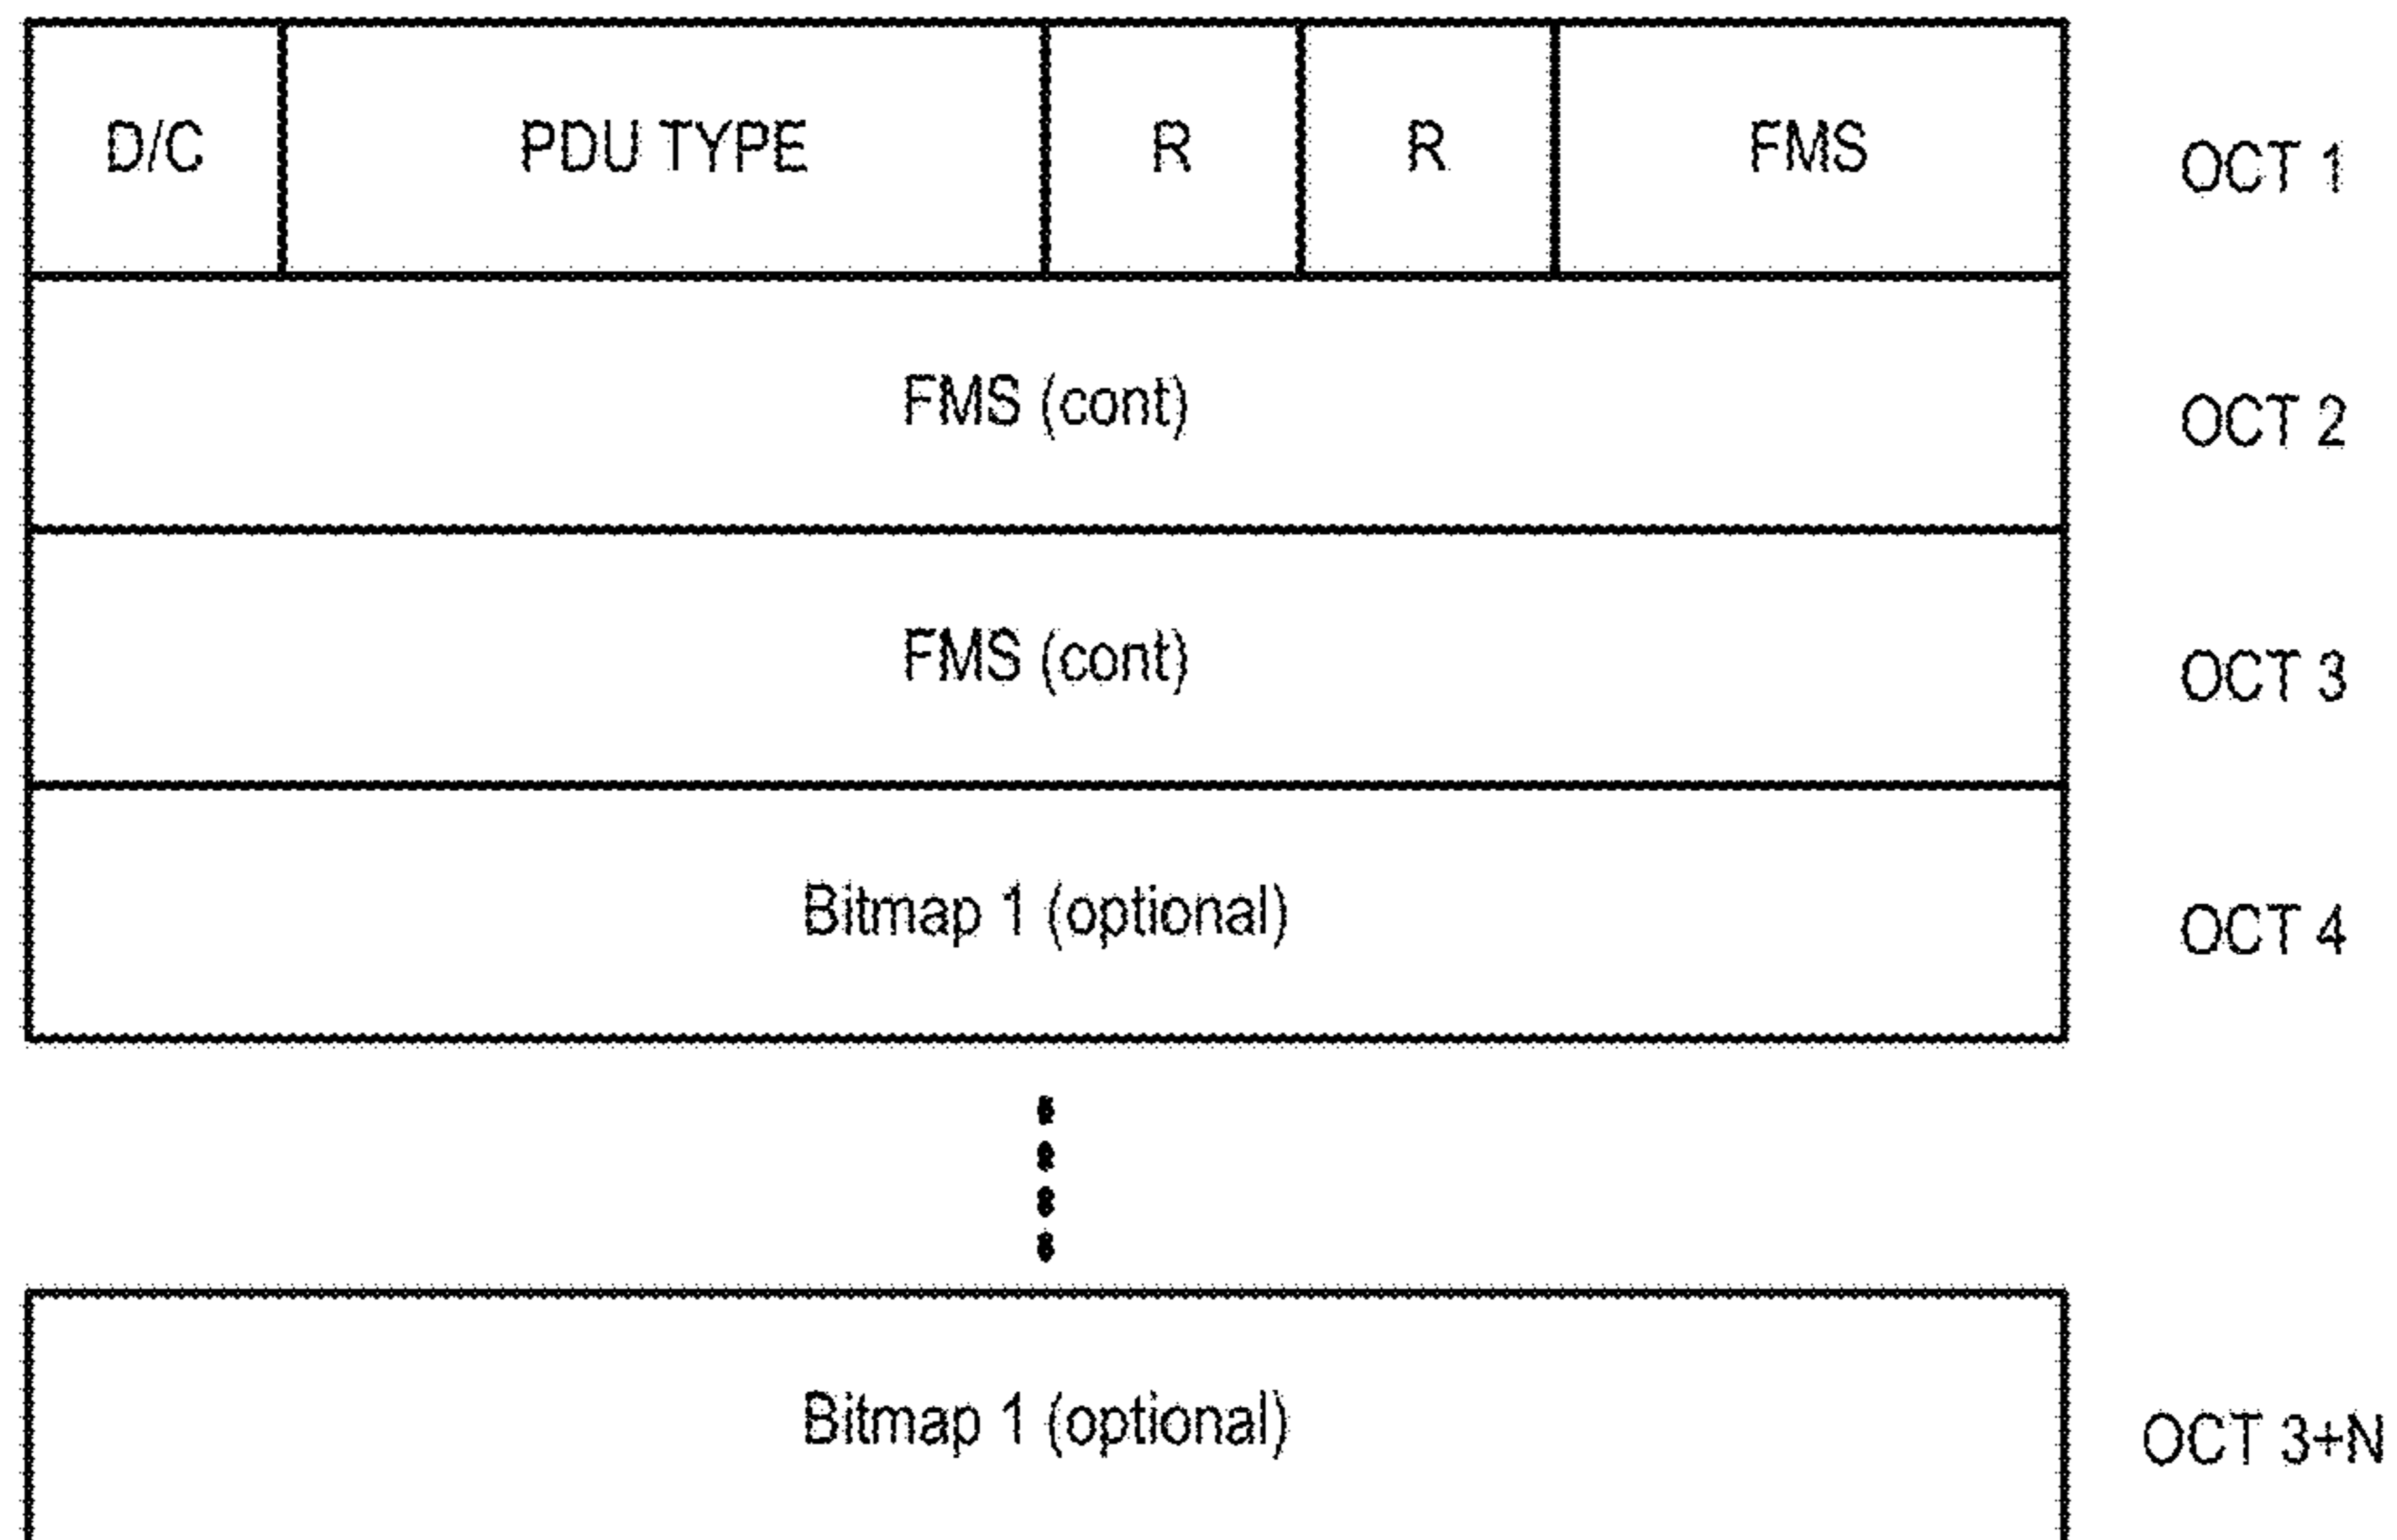 D/C PDU TYPE R R FMS OCT 1
FMS (cont) OCT 2
FMS (cont) OCT 3
Bitmap 1 (optional) OCT 4
Bitmap 1 (optional) OCT 3+N